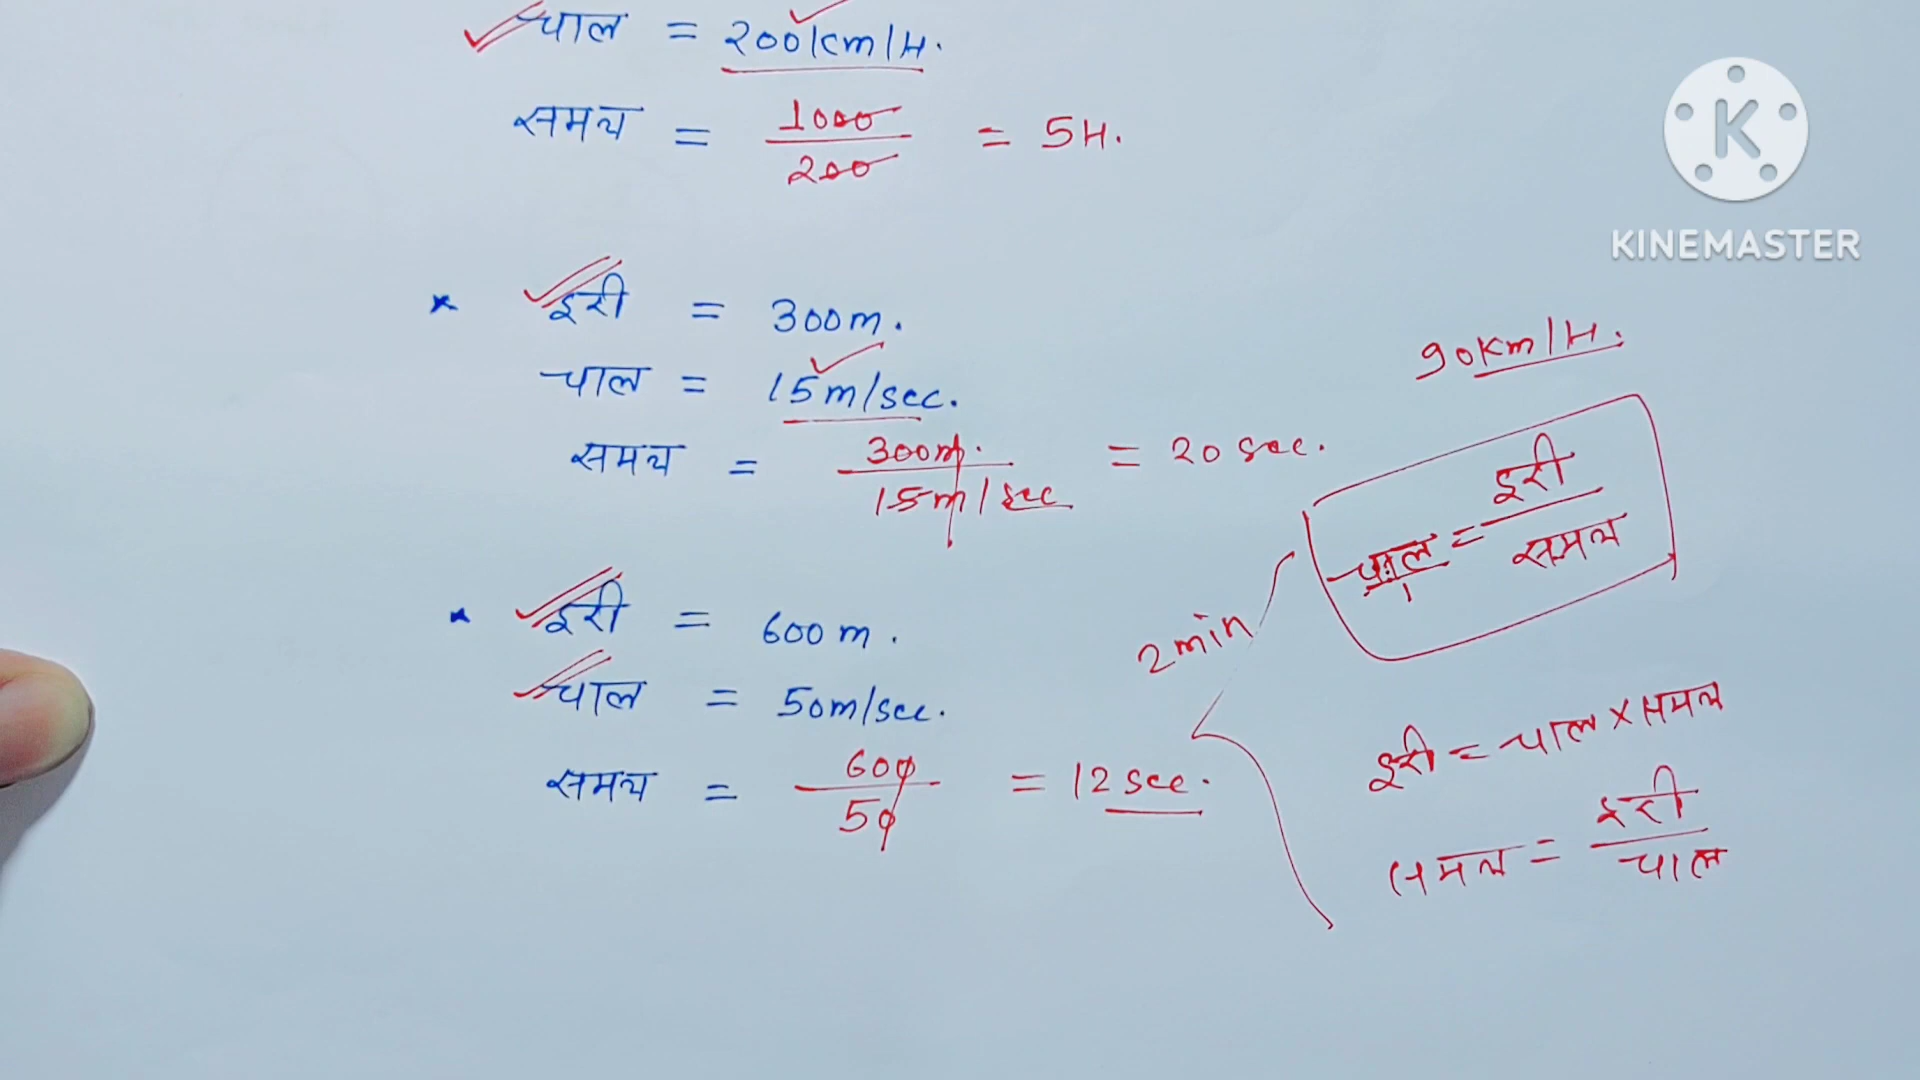 चाल = 200km/H.
समय = 1000/200 = 5H.
* दूरी = 300m.
चाल = 15m/sec.
समय = 300m./15m/sec = 20 sec.
* दूरी = 600m.
चाल = 50m/sec.
समय = 600/50 = 12 sec.
KINEMASTER
90km/H.
चाल = दूरी/समय
2min
दूरी = चाल × समय
समय = दूरी/चाल